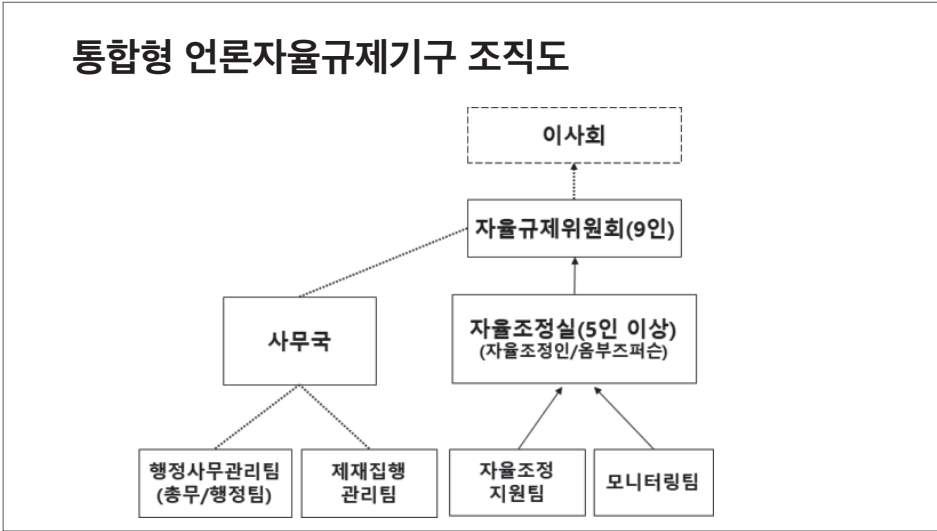 통합형 언론자율규제기구 조직도
이사회
자율규제위원회(9인)
사무국
자율조정실(5인 이상)
(자율조정인/옴부즈퍼슨)
행정사무관리팀
(총무/행정팀)
제재집행
관리팀
자율조정
지원팀
모니터링팀